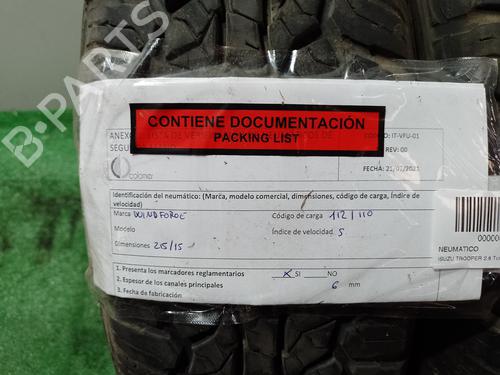 CONTIENE DOCUMENTACIÓN
PACKING LIST
ANEXO
IT-VFU-01
SEGU
REV: 00
FECHA: 21/07/2021
Identificación del neumático: (Marca, modelo comercial, dimensiones, código de carga, índice de velocidad)
Marca WINDFORCE
Código de carga 112/110
Modelo
Índice de velocidad S
Dimensiones 215/15
1. Presenta los marcadores reglamentarios X SI NO
2. Espesor de los canales principales 6 mm
3. Fecha de fabricación
NEUMATICO
ISUZU TROOPER 2.8
B-PARTS